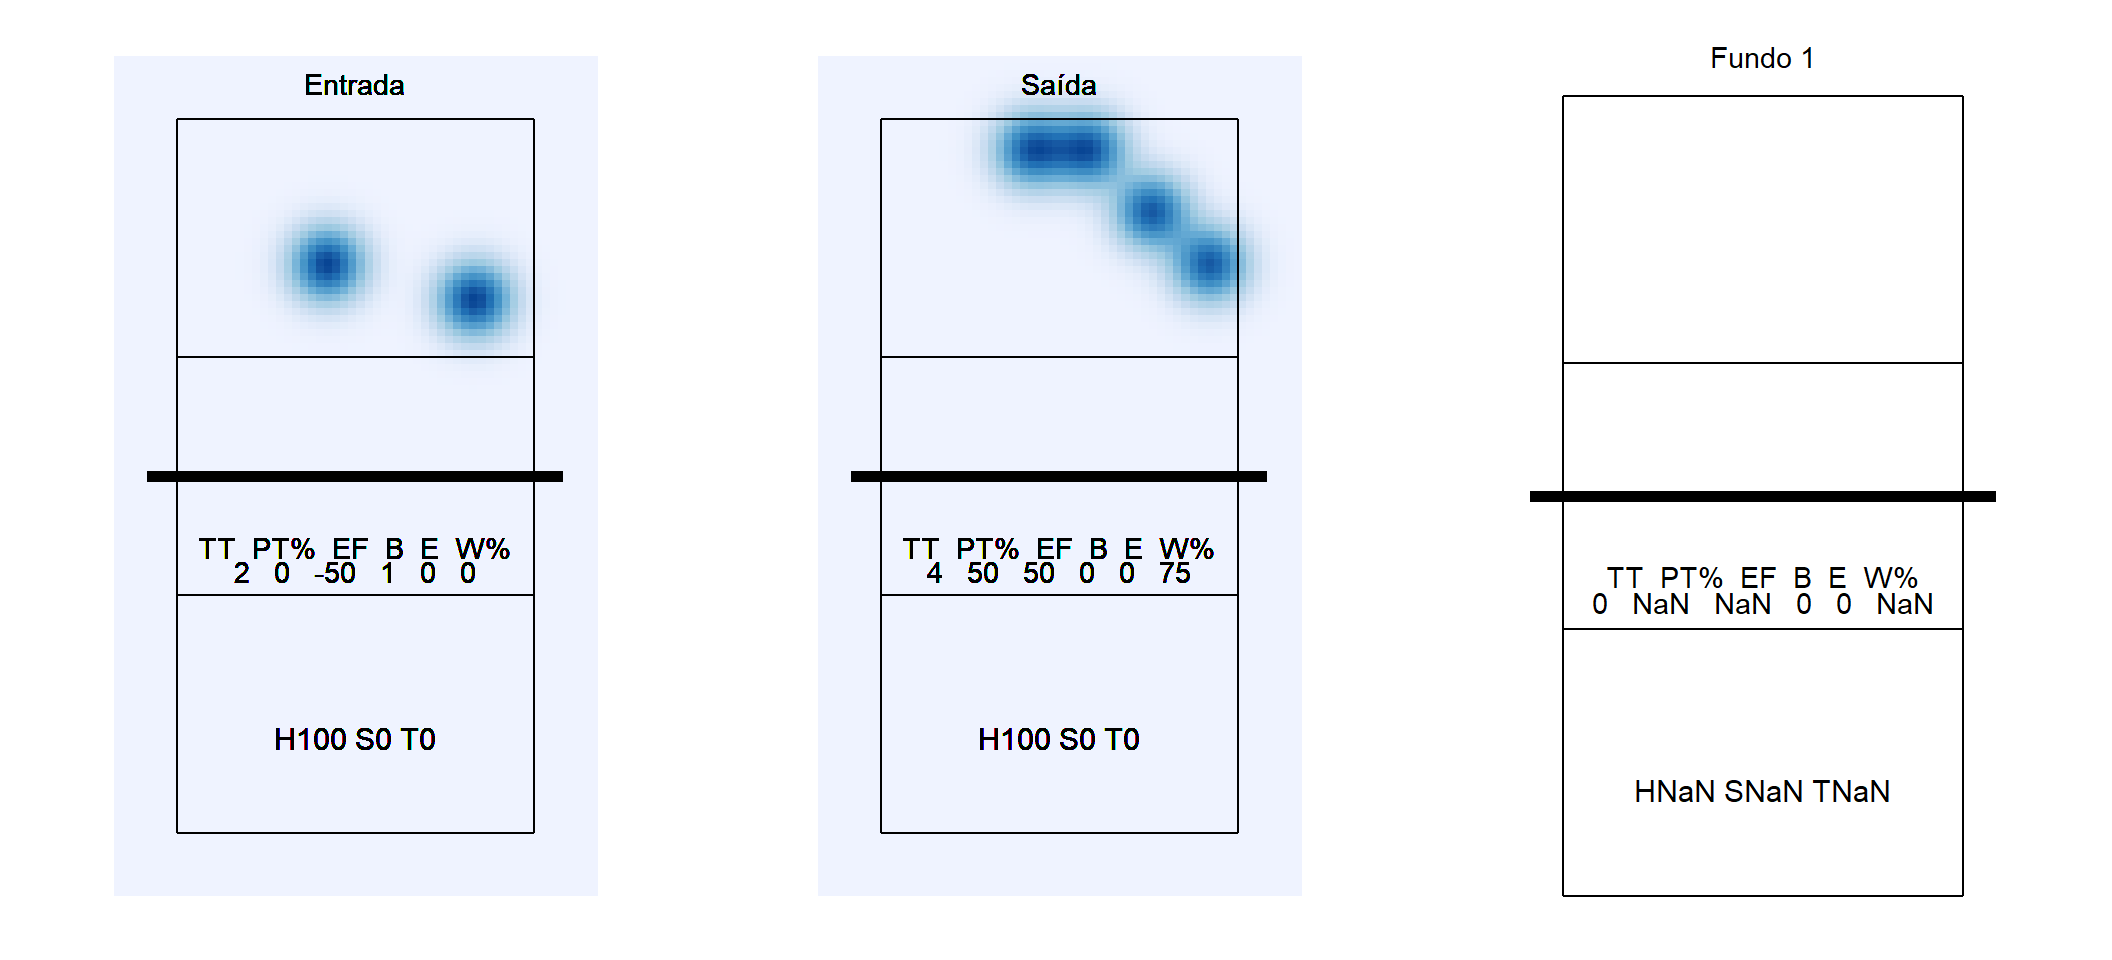 Entrada
TT PT% EF B E W%
2 0 -50 1 0 0
H100 S0 T0
Saída
TT PT% EF B E W%
4 50 50 0 0 75
H100 S0 T0
Fundo 1
TT PT% EF B E W%
0 NaN NaN 0 0 NaN
HNaN SNaN TNaN